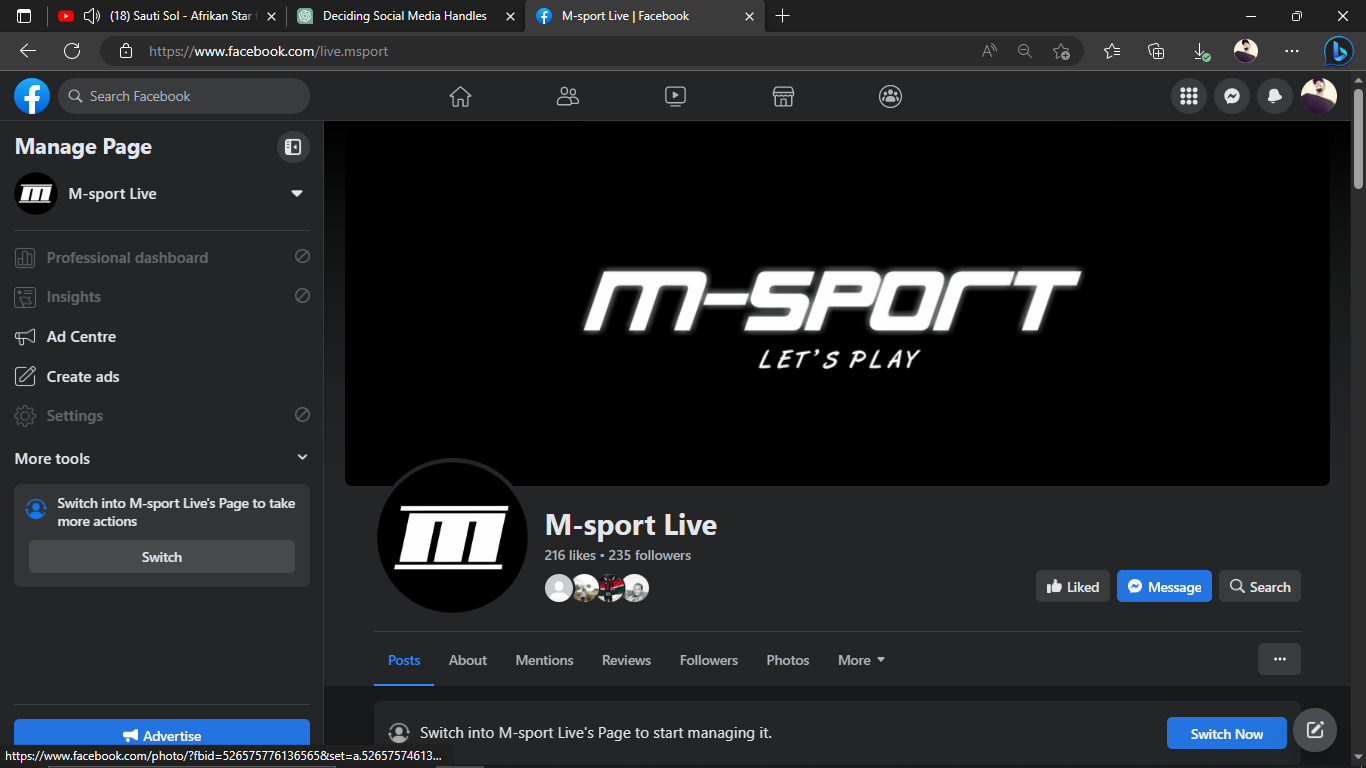 (18) Sauti Sol - Afrikan Star
Deciding Social Media Handles
M-sport Live | Facebook
https://www.facebook.com/live.msport
Search Facebook
Manage Page
M-sport Live
Professional dashboard
Insights
Ad Centre
Create ads
Settings
More tools
Switch into M-sport Live's Page to take
more actions
Switch
Advertise
https://www.facebook.com/photo/?fbid=526575776136565&set=a.52657574613...
M-SPORT
LET'S PLAY
M
M-sport Live
216 likes • 235 followers
Liked
Message
Search
Posts
About
Mentions
Reviews
Followers
Photos
More
Switch into M-sport Live's Page to start managing it.
Switch Now